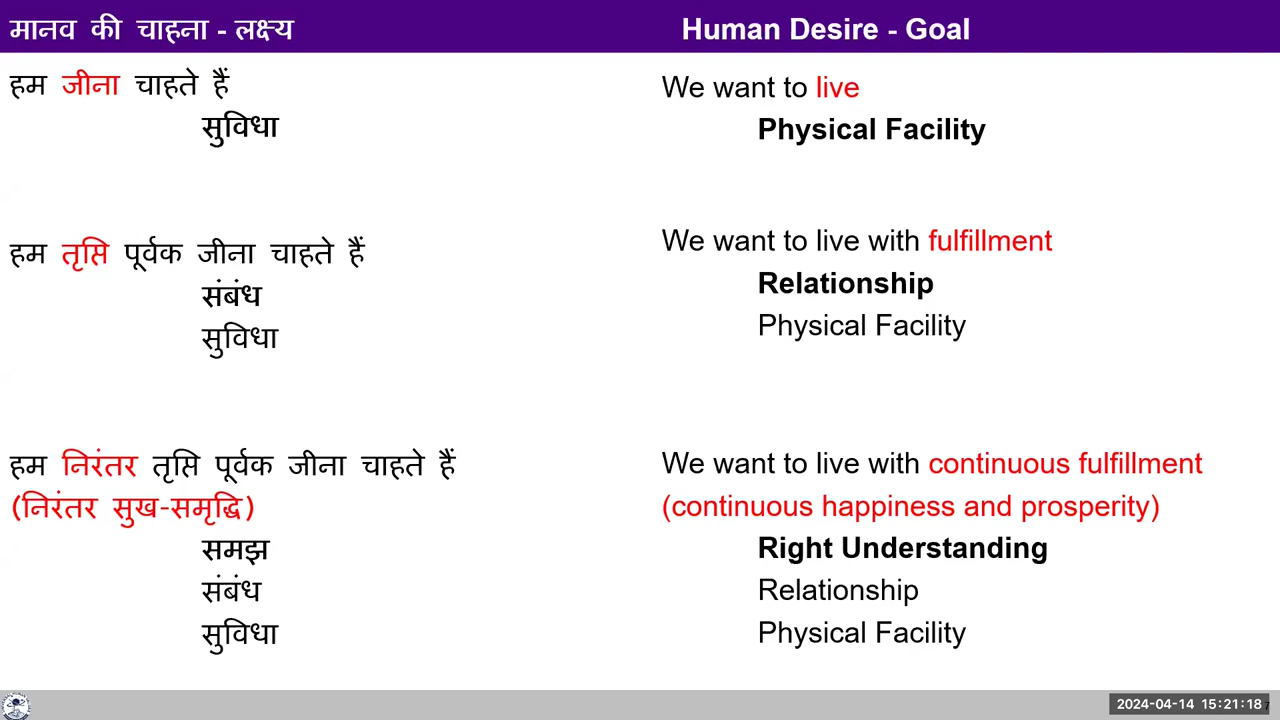 मानव की चाहना - लक्ष्य
Human Desire - Goal
हम जीना चाहते हैं
सुविधा
हम तृप्ति पूर्वक जीना चाहते हैं
संबंध
सुविधा
हम निरंतर तृप्ति पूर्वक जीना चाहते हैं
(निरंतर सुख-समृद्धि)
समझ
संबंध
सुविधा
We want to live
Physical Facility
We want to live with fulfillment
Relationship
Physical Facility
We want to live with continuous fulfillment
(continuous happiness and prosperity)
Right Understanding
Relationship
Physical Facility
2024-04-14 15:21:18
7